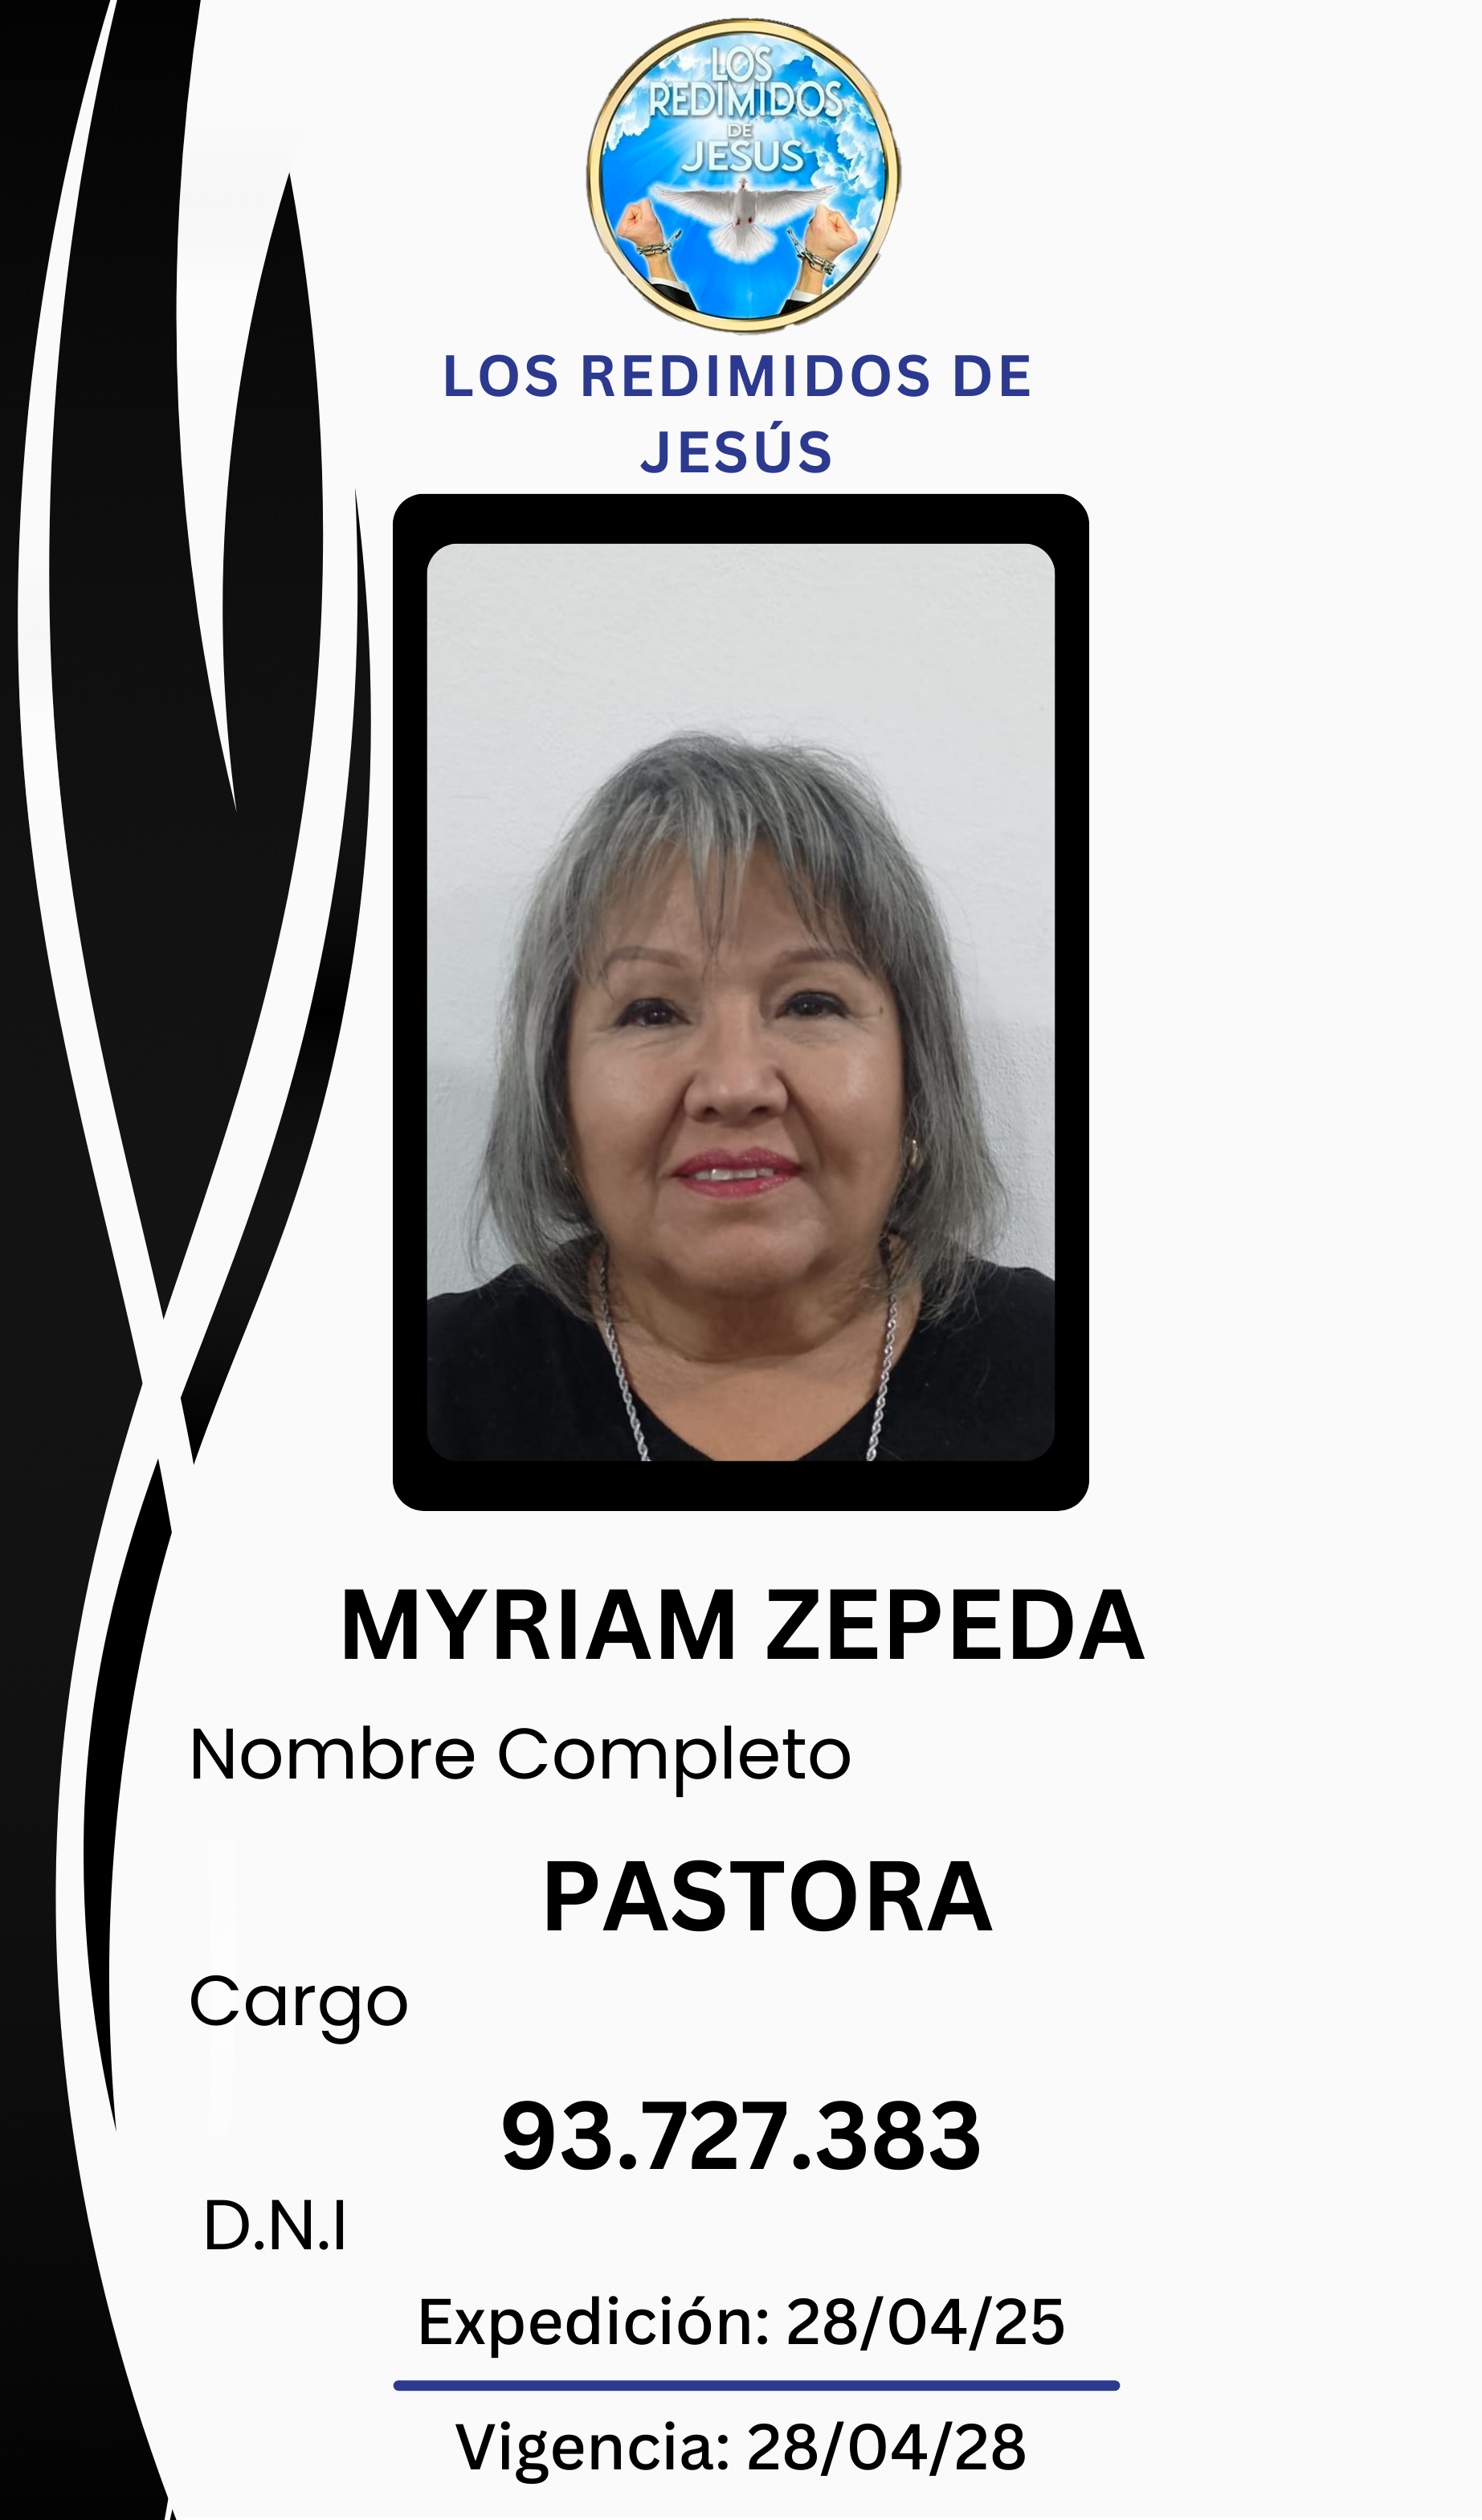 LOS
REDIMIDOS
DE
JESUS
LOS REDIMIDOS DE
JESÚS
MYRIAM ZEPEDA
Nombre Completo
PASTORA
Cargo
93.727.383
D.N.I
Expedición: 28/04/25
Vigencia: 28/04/28